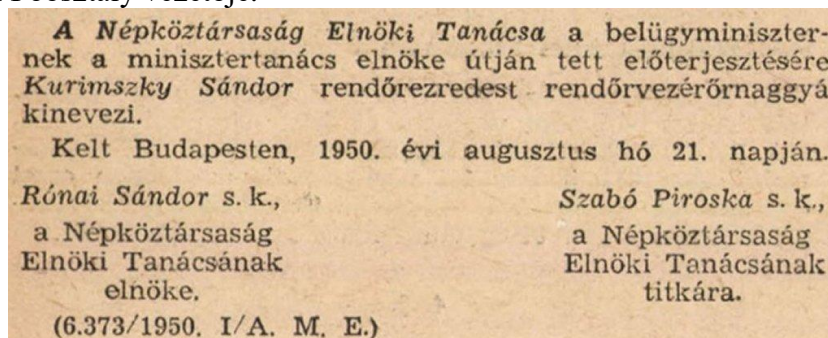 A Népköztársaság Elnöki Tanácsa a belügyminiszter-
nek a minisztertanács elnöke útján tett előterjesztésére
Kurimszky Sándor rendőrezredest rendőrvezérőrnaggyá
kinevezi.
Kelt Budapesten, 1950. évi augusztus hó 21. napján.
Rónai Sándor s. k.,
a Népköztársaság
Elnöki Tanácsának
elnöke.
Szabó Piroska s. k.,
a Népköztársaság
Elnöki Tanácsának
titkára.
(6.373/1950. I/A. M. E.)